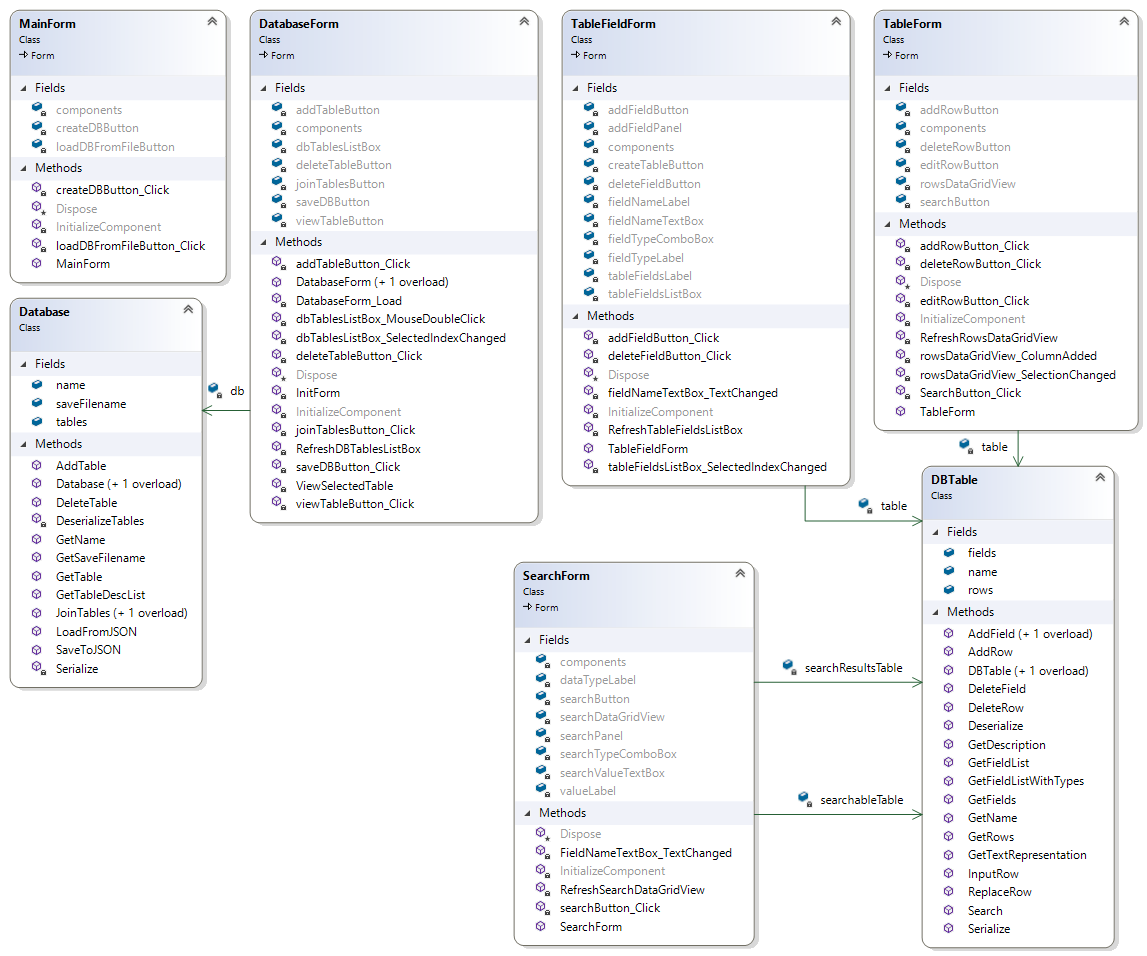 MainForm
Class
Form
Fields
components
createDBButton
loadDBFromFileButton
Methods
createDBButton_Click
Dispose
InitializeComponent
loadDBFromFileButton_Click
MainForm
DatabaseForm
Class
Form
Fields
addTableButton
components
dbTablesListBox
deleteTableButton
joinTablesButton
saveDBButton
viewTableButton
Methods
addTableButton_Click
DatabaseForm (+ 1 overload)
DatabaseForm_Load
dbTablesListBox_MouseDoubleClick
dbTablesListBox_SelectedIndexChanged
deleteTableButton_Click
Dispose
InitForm
InitializeComponent
joinTablesButton_Click
RefreshDBTablesListBox
saveDBButton_Click
ViewSelectedTable
viewTableButton_Click
TableFieldForm
Class
Form
Fields
addFieldButton
addFieldPanel
components
createTableButton
deleteFieldButton
fieldNameLabel
fieldNameTextBox
fieldTypeComboBox
fieldTypeLabel
tableFieldsLabel
tableFieldsListBox
Methods
addFieldButton_Click
deleteFieldButton_Click
Dispose
fieldNameTextBox_TextChanged
InitializeComponent
RefreshTableFieldsListBox
TableFieldForm
tableFieldsListBox_SelectedIndexChanged
TableForm
Class
Form
Fields
addRowButton
components
deleteRowButton
editRowButton
rowsDataGridView
searchButton
Methods
addRowButton_Click
deleteRowButton_Click
Dispose
editRowButton_Click
InitializeComponent
RefreshRowsDataGridView
rowsDataGridView_ColumnAdded
rowsDataGridView_SelectionChanged
SearchButton_Click
TableForm
Database
Class
Fields
name
saveFilename
tables
Methods
AddTable
Database (+ 1 overload)
DeleteTable
DeserializeTables
GetName
GetSaveFilename
GetTable
GetTableDescList
JoinTables (+ 1 overload)
LoadFromJSON
SaveToJSON
Serialize
db
table
table
SearchForm
Class
Form
Fields
components
dataTypeLabel
searchButton
searchDataGridView
searchPanel
searchTypeComboBox
searchValueTextBox
valueLabel
Methods
Dispose
FieldNameTextBox_TextChanged
InitializeComponent
RefreshSearchDataGridView
searchButton_Click
SearchForm
searchResultsTable
searchableTable
DBTable
Class
Fields
fields
name
rows
Methods
AddField (+ 1 overload)
AddRow
DBTable (+ 1 overload)
DeleteField
DeleteRow
Deserialize
GetDescription
GetFieldList
GetFieldListWithTypes
GetFields
GetName
GetRows
GetTextRepresentation
InputRow
ReplaceRow
Search
Serialize